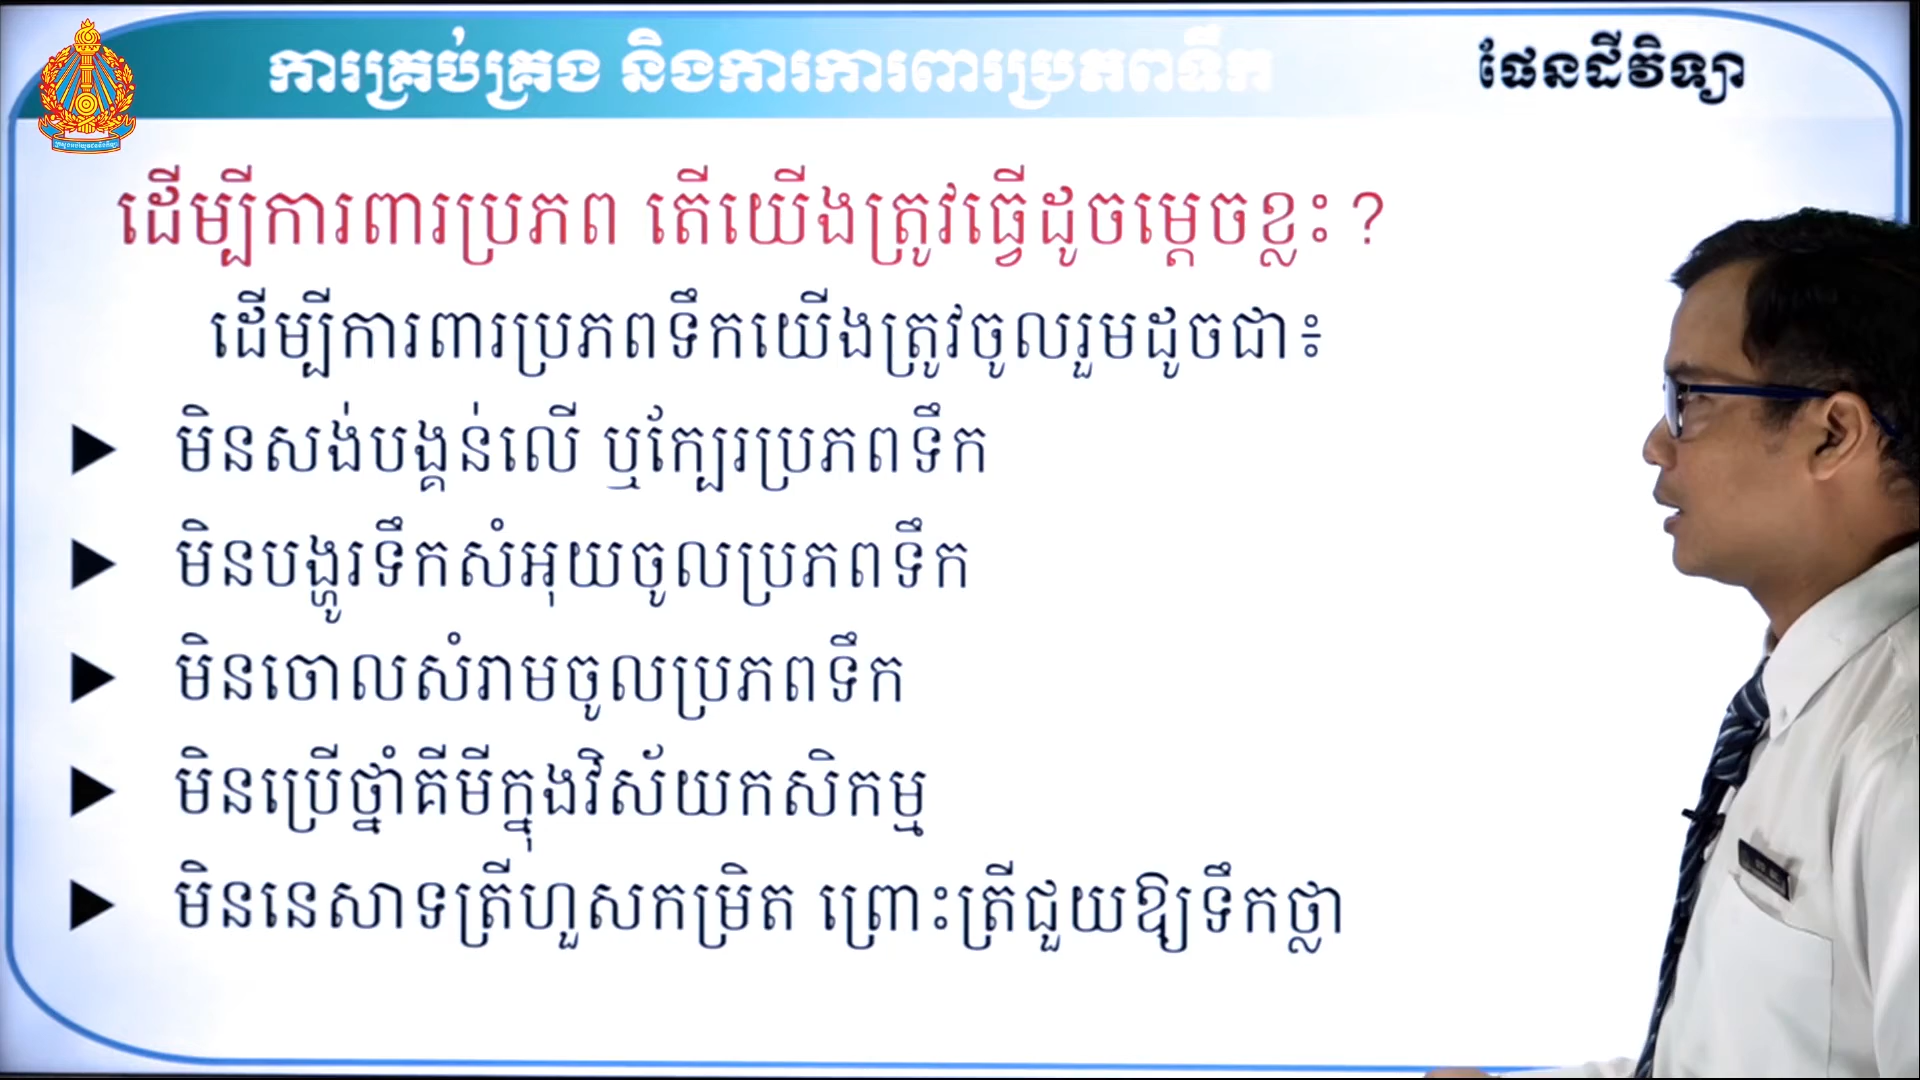 ការគ្រប់គ្រង និងការការពារប្រភពទឹក
ផែនដីវិទ្យា
ដើម្បីការពារប្រភព តើយើងត្រូវធ្វើដូចម្ដេចខ្លះ?
ដើម្បីការពារប្រភពទឹកយើងត្រូវចូលរួមដូចជា៖
មិនសង់បង្គន់លើ ឬក្បែរប្រភពទឹក
មិនបង្ហូរទឹកសំអុយចូលប្រភពទឹក
មិនចោលសំរាមចូលប្រភពទឹក
មិនប្រើថ្នាំគីមីក្នុងវិស័យកសិកម្ម
មិននេសាទត្រីហួសកម្រិត ព្រោះត្រីជួយឱ្យទឹកថ្លា